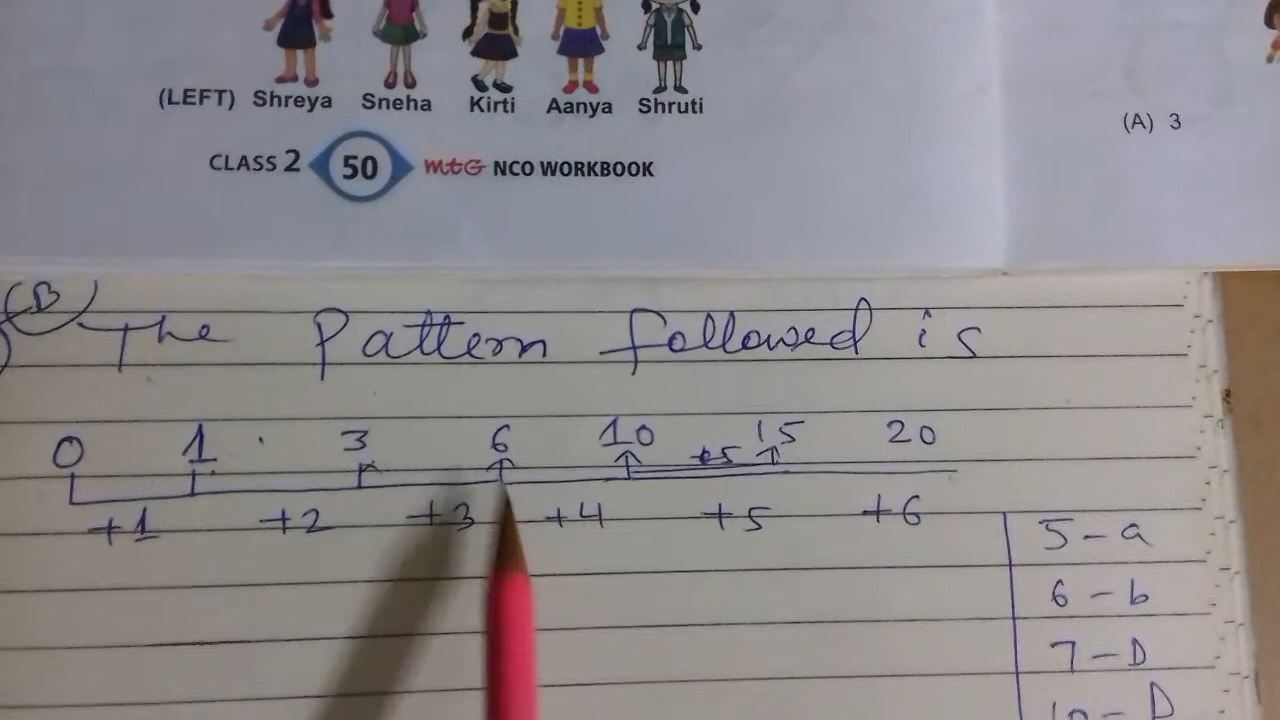 (LEFT) Shreya Sneha Kirti Aanya Shruti
CLASS 2 50 mtG NCO WORKBOOK
(A) 3
(B) The Pattern followed is
0 1 3 6 10 +5 15 20
+1 +2 +3 +4 +5 +6
5 - a
6 - b
7 - D
10 - D